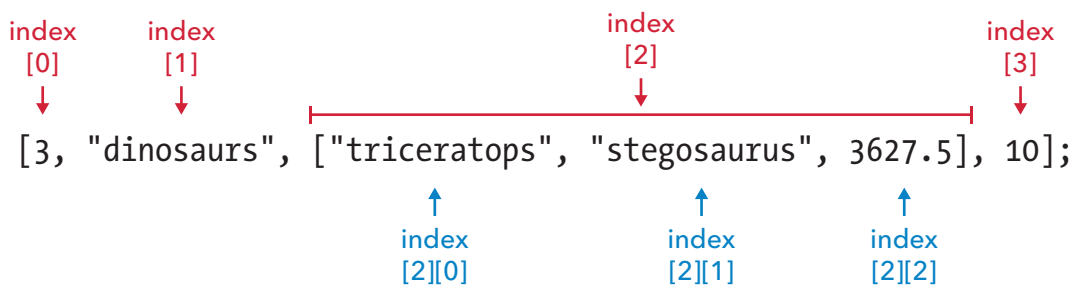 index index index index
[0] [1] [2] [3]
[3, "dinosaurs", ["triceratops", "stegosaurus", 3627.5], 10];
index index index
[2][0] [2][1] [2][2]